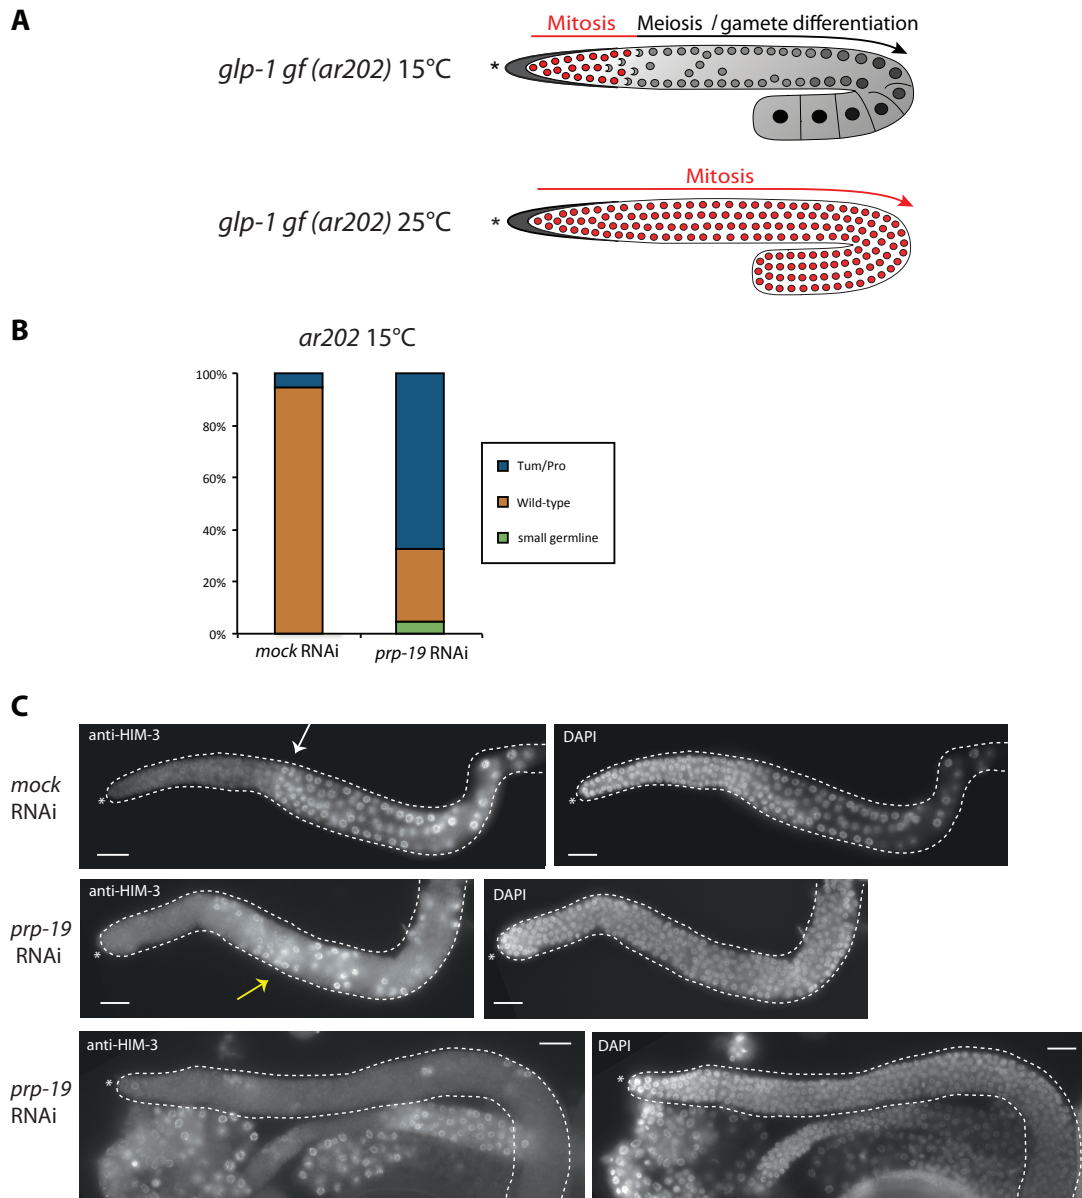 A
Mitosis
Meiosis / gamete differentiation
glp-1 gf (ar202) 15°C
*
Mitosis
glp-1 gf (ar202) 25°C
*
B
ar202 15°C
100%
80%
60%
40%
20%
0%
mock RNAi
prp-19 RNAi
Tum/Pro
Wild-type
small germline
C
mock
RNAi
anti-HIM-3
*
DAPI
*
prp-19
RNAi
anti-HIM-3
*
DAPI
*
prp-19
RNAi
anti-HIM-3
*
DAPI
*